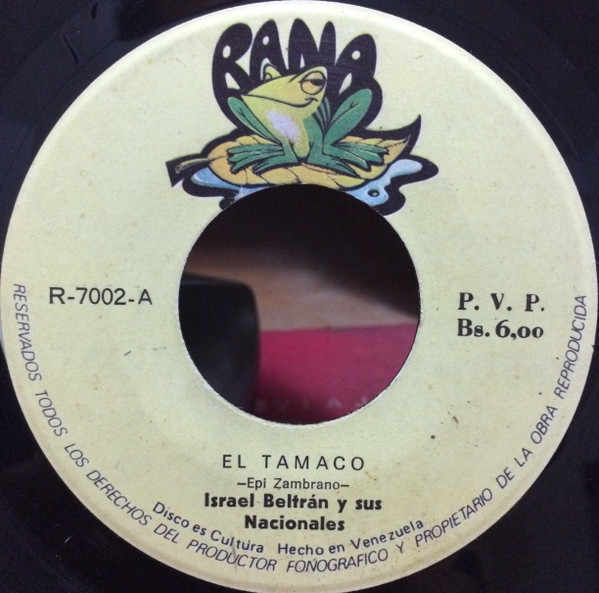 RANA
R-7002-A
P. V. P.
Bs. 6,oo
EL TAMACO
—Epi Zambrano—
Israel Beltrán y sus
Nacionales
Disco es Cultura Hecho en Venezuela
RESERVADOS TODOS LOS DERECHOS DEL PRODUCTOR FONOGRAFICO Y PROPIETARIO DE LA OBRA REPRODUCIDA